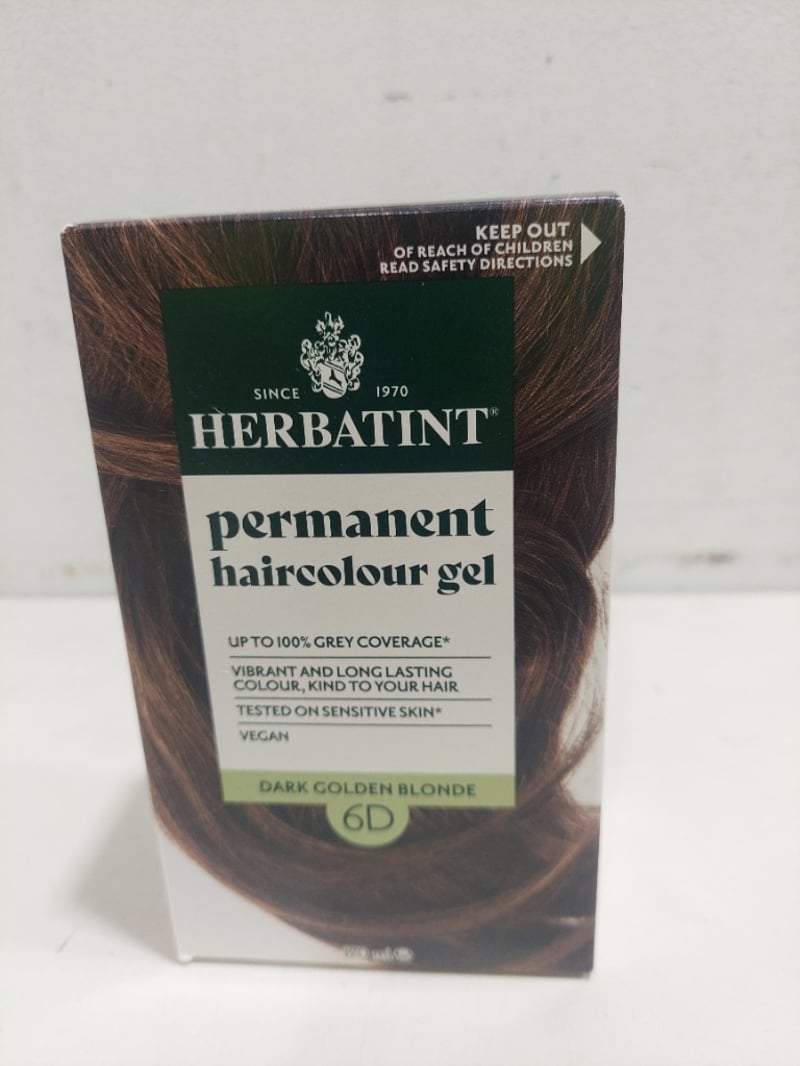 KEEP OUT
OF REACH OF CHILDREN
READ SAFETY DIRECTIONS
SINCE 1970
HERBATINT®
permanent
haircolour gel
UP TO 100% GREY COVERAGE*
VIBRANT AND LONG LASTING
COLOUR, KIND TO YOUR HAIR
TESTED ON SENSITIVE SKIN*
VEGAN
DARK GOLDEN BLONDE
6D